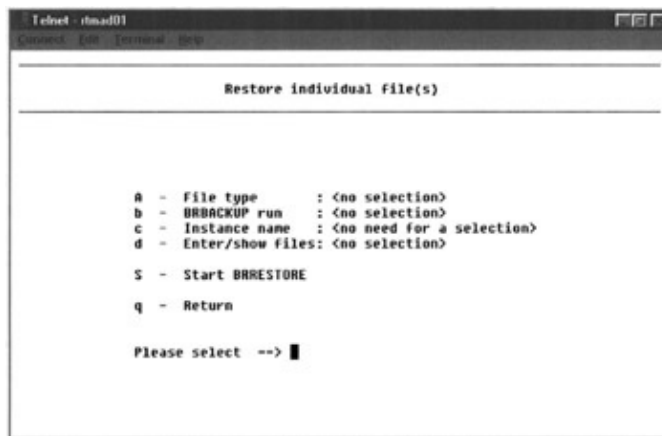 Telnet - itmad01
Connect Edit Terminal Help
Restore individual file(s)
A - File type : <no selection>
b - BRBACKUP run : <no selection>
c - Instance name : <no need for a selection>
d - Enter/show files: <no selection>
S - Start BRRESTORE
q - Return
Please select -->